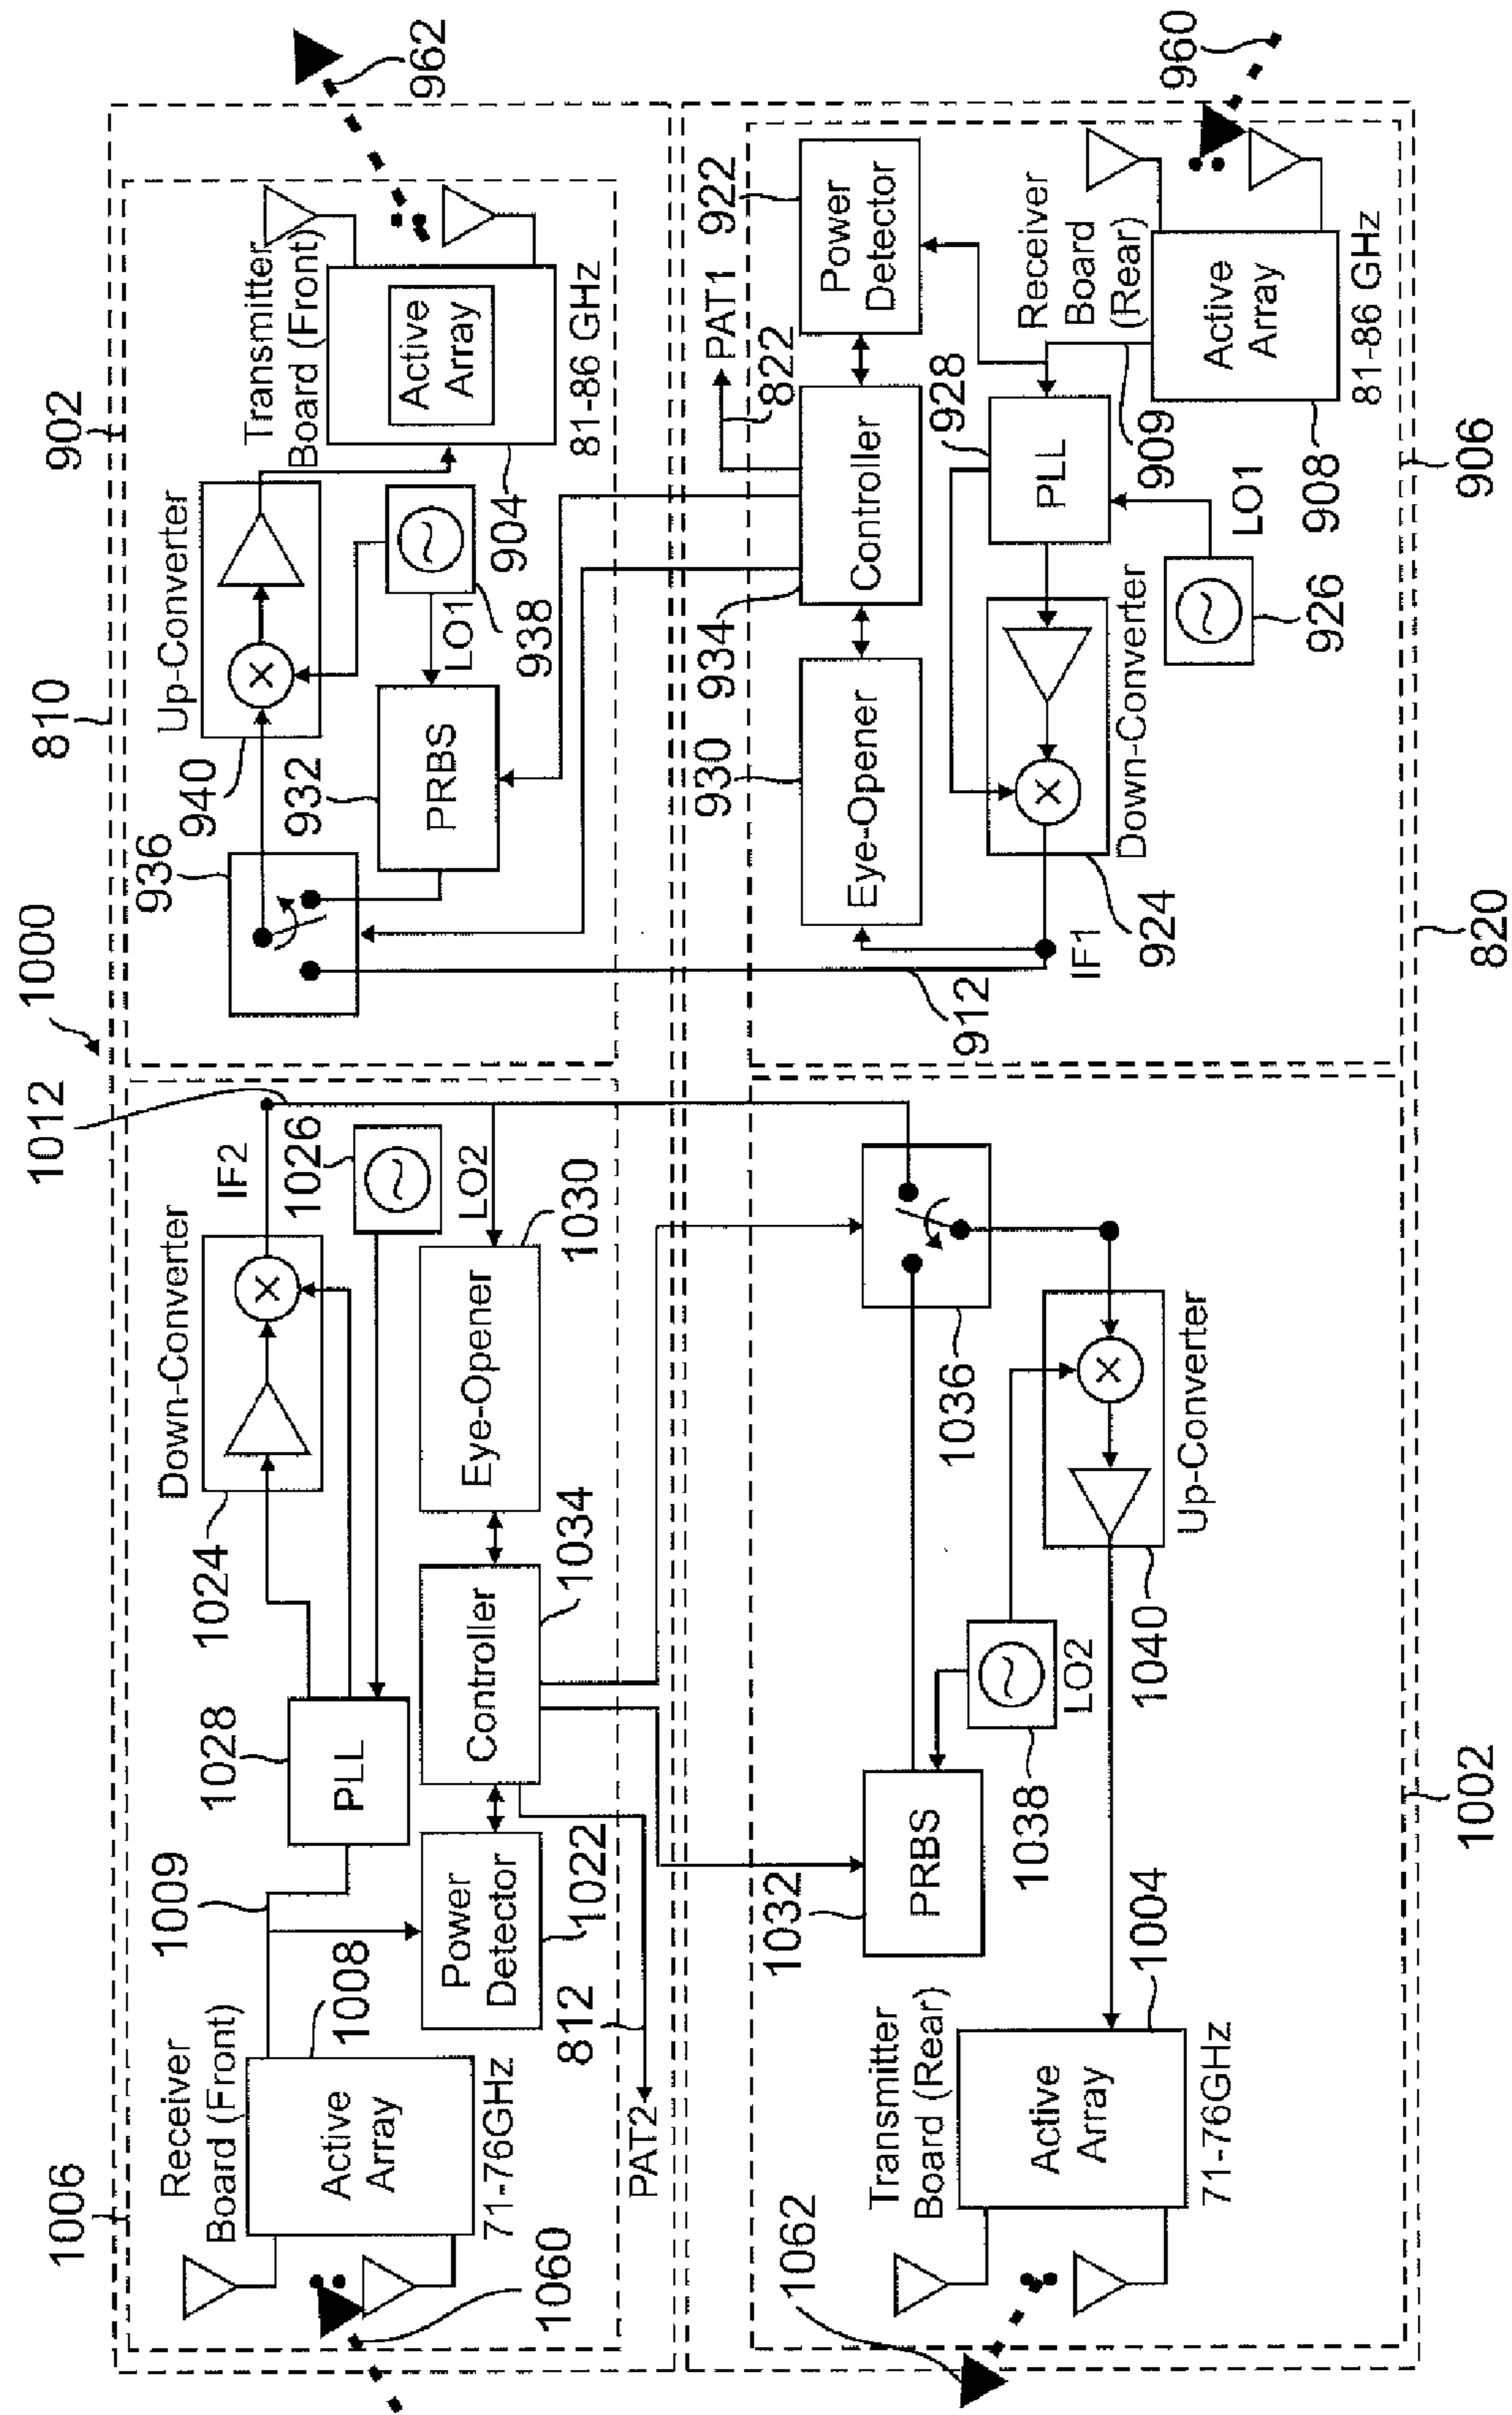 1000
810
902
1006
1012
Receiver
Board (Front)
1008
1009
1028
PLL
Active
Array
71-76GHz
1060
Power
Detector
1022
812
PAT2
Controller
1034
Down-Converter
1024
IF2
1026
LO2
Eye-Opener
1030
936
Up-Converter
940
932
PRBS
LO1
938
904
Transmitter
Board (Front)
Active
Array
81-86 GHz
962
1062
Transmitter
Board (Rear)
Active
Array
71-76GHz
1004
1032
PRBS
1038
LO2
1036
Up-Converter
1040
1002
912
IF1
930
Eye-Opener
934
Controller
822
PAT1
922
Power
Detector
928
PLL
909
Down-Converter
924
926
LO1
Receiver
Board
(Rear)
Active
Array
81-86 GHz
908
960
906
820